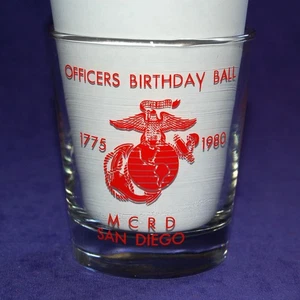 OFFICERS BIRTHDAY BALL
1775 1980
MCRD
SAN DIEGO